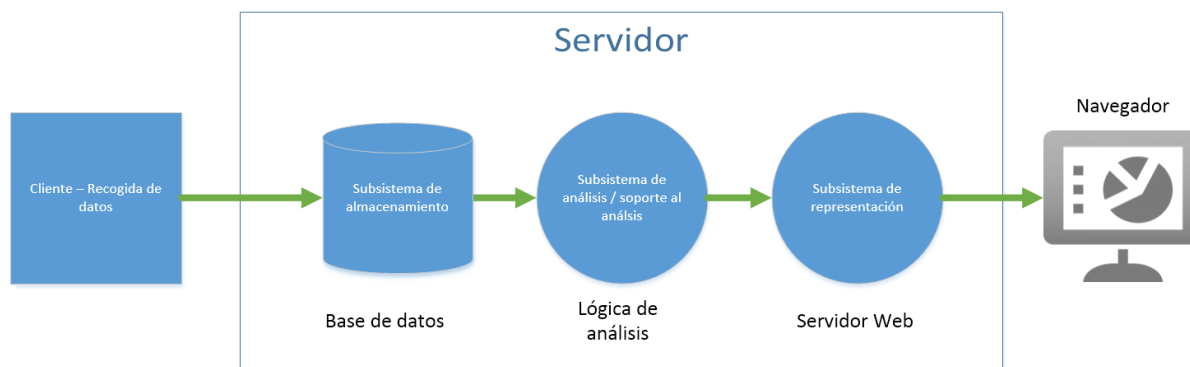 Servidor
Navegador
Cliente – Recogida de
datos
Subsistema de
almacenamiento
Subsistema de
análisis / soporte al
análsis
Subsistema de
representación
Base de datos
Lógica de
análisis
Servidor Web